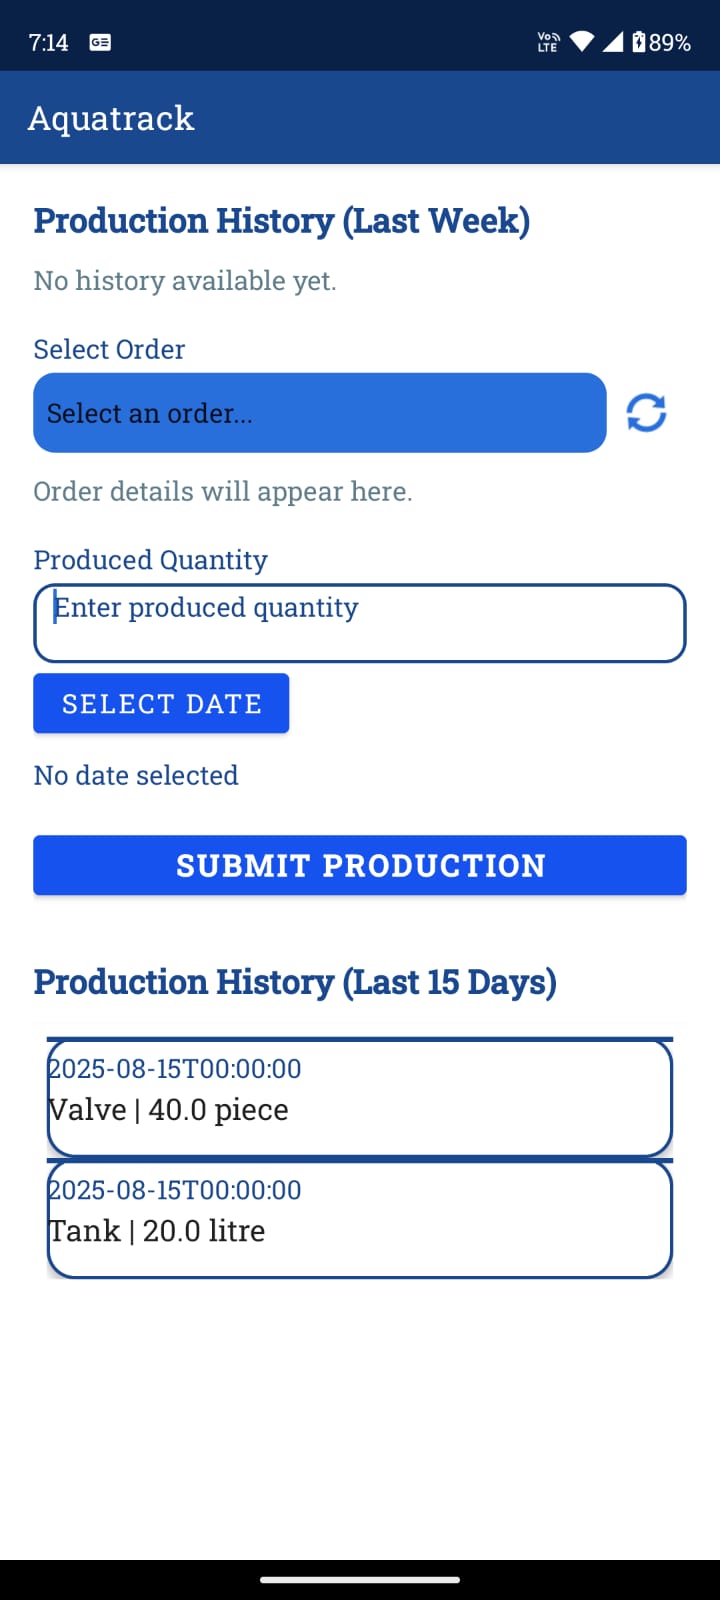 7:14 GE Vo LTE 89%
Aquatrack
Production History (Last Week)
No history available yet.
Select Order
Select an order...
Order details will appear here.
Produced Quantity
Enter produced quantity
SELECT DATE
No date selected
SUBMIT PRODUCTION
Production History (Last 15 Days)
2025-08-15T00:00:00
Valve | 40.0 piece
2025-08-15T00:00:00
Tank | 20.0 litre